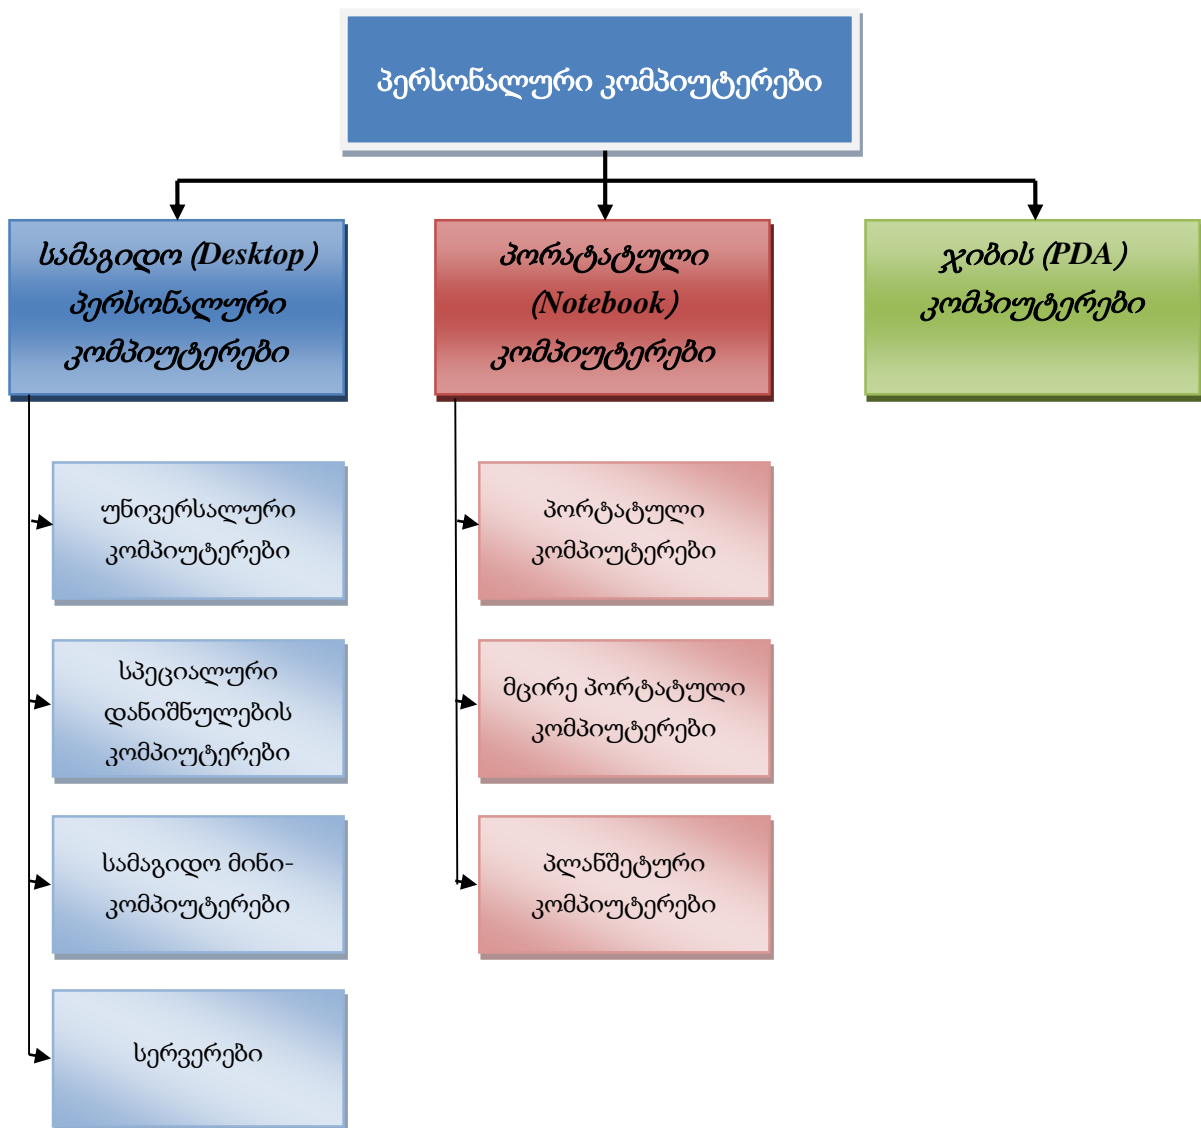 პერსონალური კომპიუტერები
სამაგიდო (Desktop)
პერსონალური
კომპიუტერები
პორატატული
(Notebook)
კომპიუტერები
ჯიბის (PDA)
კომპიუტერები
უნივერსალური
კომპიუტერები
სპეციალური
დანიშნულების
კომპიუტერები
სამაგიდო მინი-
კომპიუტერები
სერვერები
პორტატული
კომპიუტერები
მცირე პორტატული
კომპიუტერები
პლანშეტური
კომპიუტერები